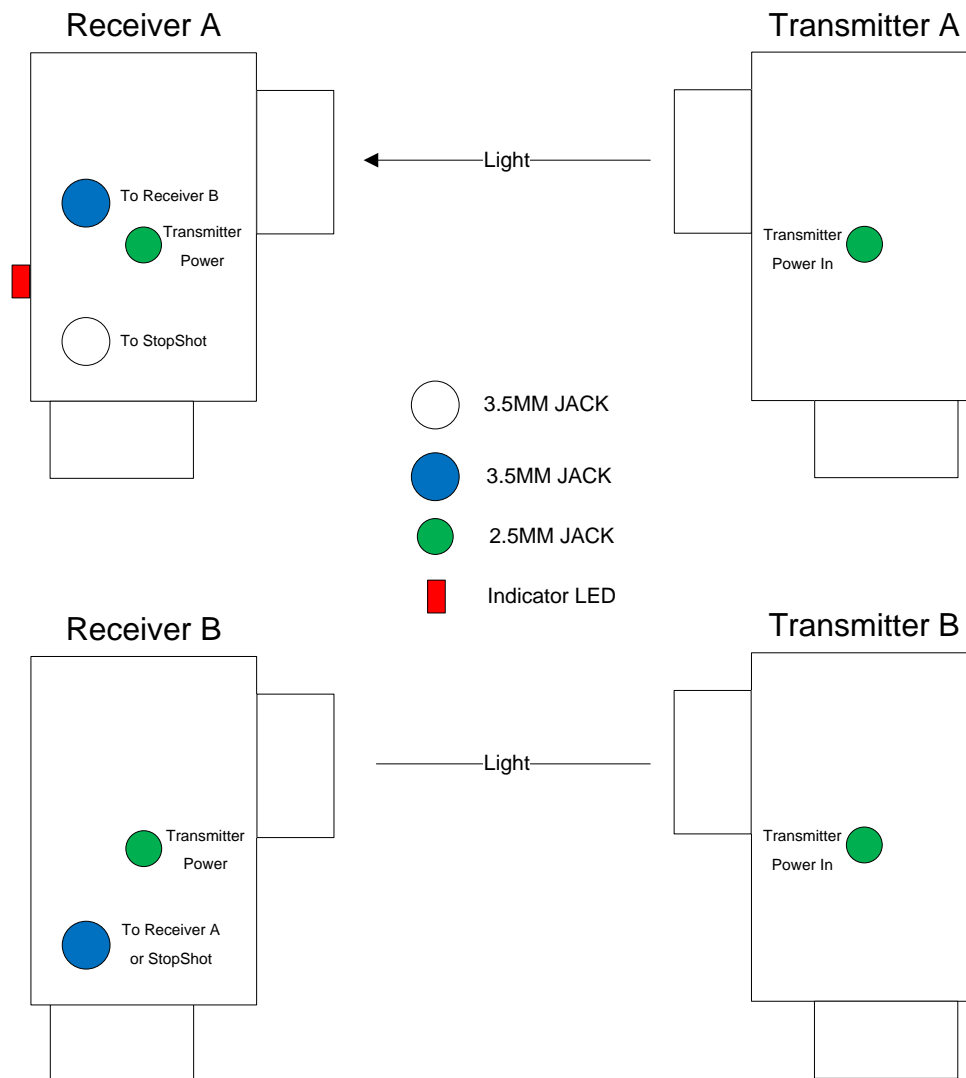 Receiver A
Transmitter A
Light
To Receiver B
Transmitter
Power
To StopShot
Transmitter
Power In
3.5MM JACK
3.5MM JACK
2.5MM JACK
Indicator LED
Receiver B
Transmitter B
Light
Transmitter
Power
To Receiver A
or StopShot
Transmitter
Power In